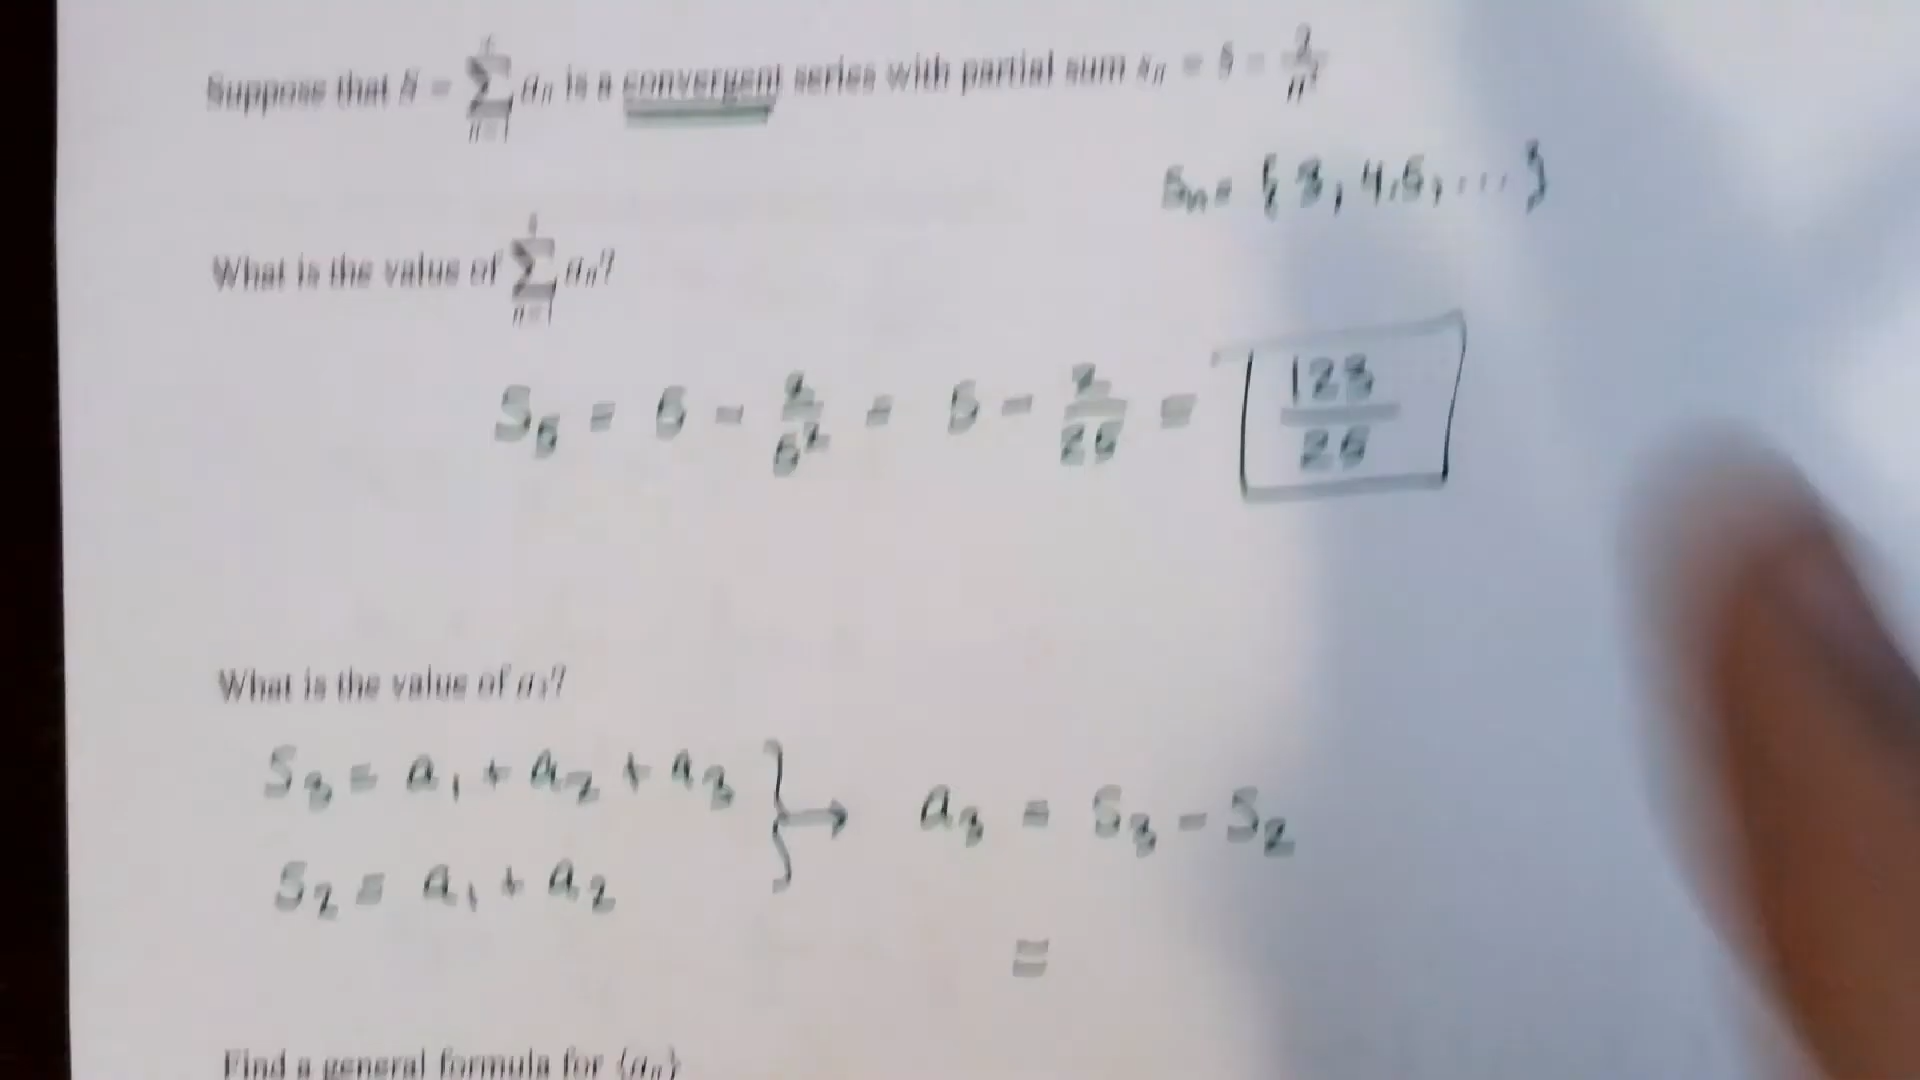 Suppose that S = ∑ n=1 aₙ is a convergent series with partial sum sₙ = 5 − 2/n²
Sₙ = { 3, 4.5, ... }
What is the value of ∑ n=1 aₙ?
S₅ = 5 − 2/5² = 5 − 2/25 = 123/25
What is the value of a₃?
S₃ = a₁ + a₂ + a₃ } → a₃ = S₃ − S₂
S₂ = a₁ + a₂
=
Find a general formula for {aₙ}